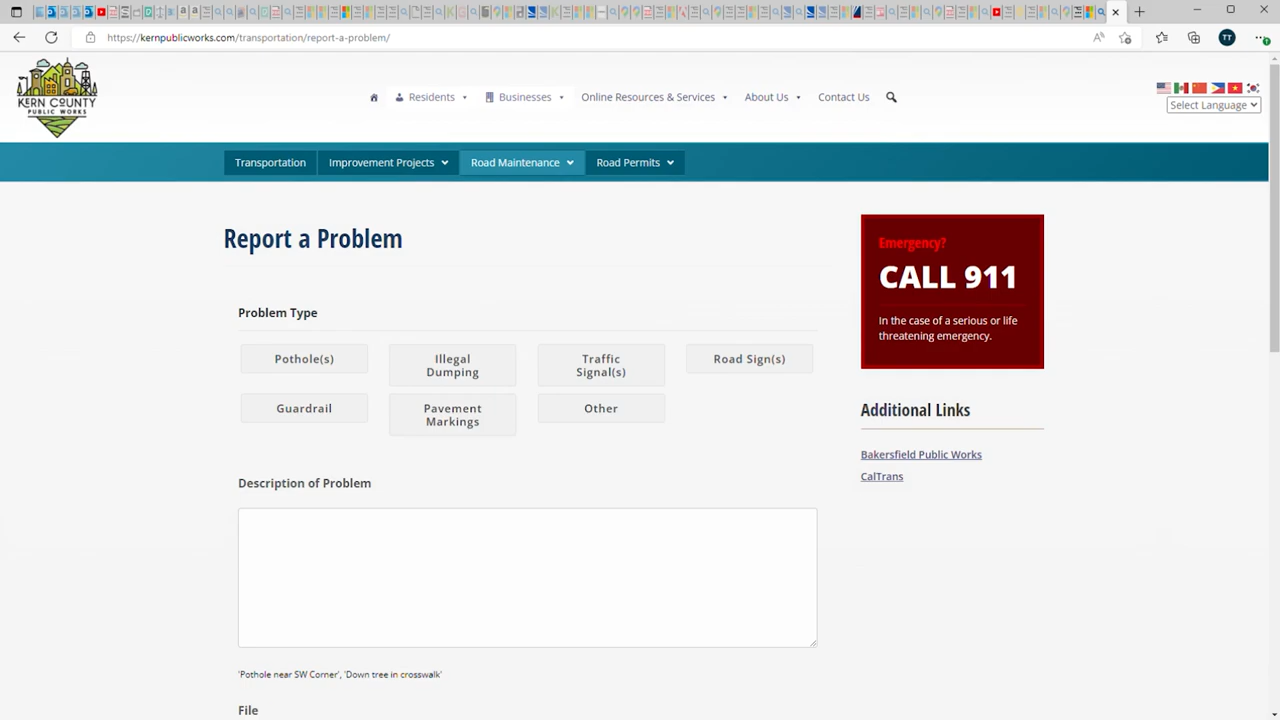 https://kernpublicworks.com/transportation/report-a-problem/
TT
KERN COUNTY
PUBLIC WORKS
Residents
Businesses
Online Resources & Services
About Us
Contact Us
Select Language
Transportation
Improvement Projects
Road Maintenance
Road Permits
Report a Problem
Problem Type
Pothole(s)
Illegal
Dumping
Traffic
Signal(s)
Road Sign(s)
Guardrail
Pavement
Markings
Other
Description of Problem
'Pothole near SW Corner', 'Down tree in crosswalk'
File
Emergency?
CALL 911
In the case of a serious or life
threatening emergency.
Additional Links
Bakersfield Public Works
CalTrans